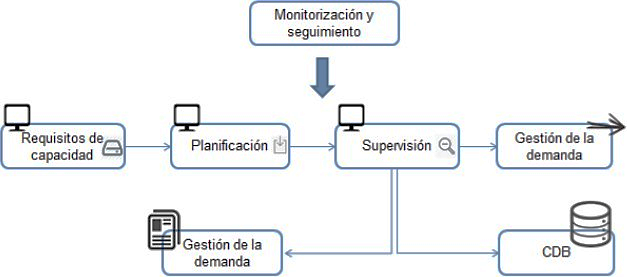 Monitorización y
seguimiento
Requisitos de
capacidad
Planificación
Supervisión
Gestión de la
demanda
Gestión de la
demanda
CDB